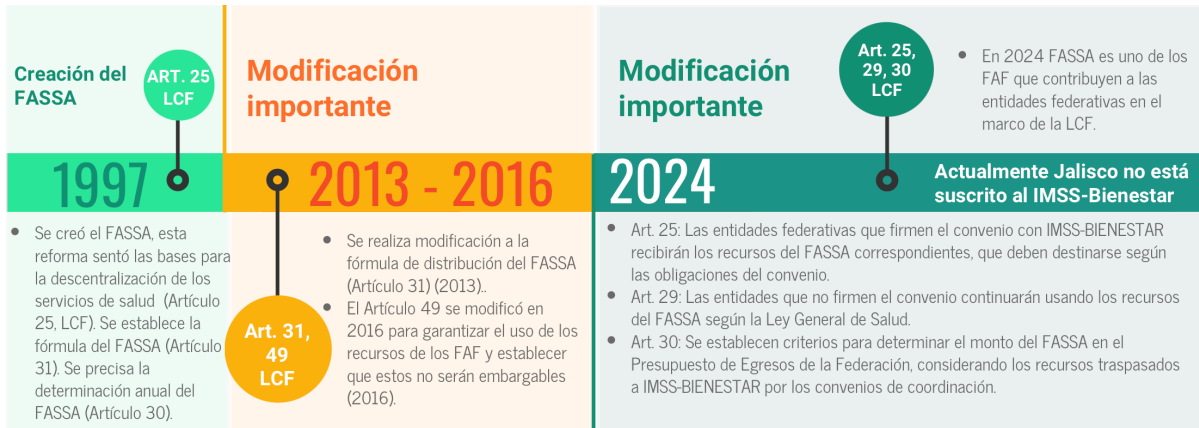 Creación del
FASSA
ART. 25
LCF
1997
Se creó el FASSA, esta
reforma sentó las bases para
la descentralización de los
servicios de salud (Artículo
25, LCF). Se establece la
fórmula del FASSA (Artículo
31). Se precisa la
determinación anual del
FASSA (Artículo 30).
Modificación
importante
2013 - 2016
Art. 31,
49
LCF
Se realiza modificación a la
fórmula de distribución del FASSA
(Artículo 31) (2013)..
El Artículo 49 se modificó en
2016 para garantizar el uso de los
recursos de los FAF y establecer
que estos no serán embargables
(2016).
Modificación
importante
Art. 25,
29, 30
LCF
En 2024 FASSA es uno de los
FAF que contribuyen a las
entidades federativas en el
marco de la LCF.
2024
Actualmente Jalisco no está
suscrito al IMSS-Bienestar
Art. 25: Las entidades federativas que firmen el convenio con IMSS-BIENESTAR
recibirán los recursos del FASSA correspondientes, que deben destinarse según
las obligaciones del convenio.
Art. 29: Las entidades que no firmen el convenio continuarán usando los recursos
del FASSA según la Ley General de Salud.
Art. 30: Se establecen criterios para determinar el monto del FASSA en el
Presupuesto de Egresos de la Federación, considerando los recursos traspasados
a IMSS-BIENESTAR por los convenios de coordinación.